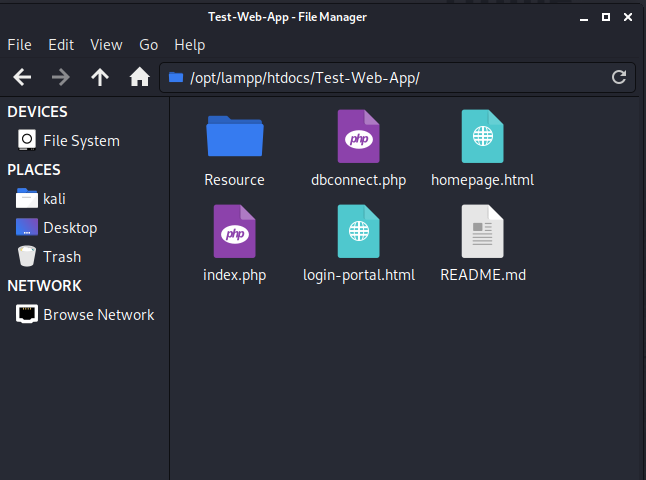 Test-Web-App - File Manager
File Edit View Go Help
/opt/lampp/htdocs/Test-Web-App/
DEVICES
File System
PLACES
kali
Desktop
Trash
NETWORK
Browse Network
Resource
php
dbconnect.php
homepage.html
php
index.php
login-portal.html
README.md